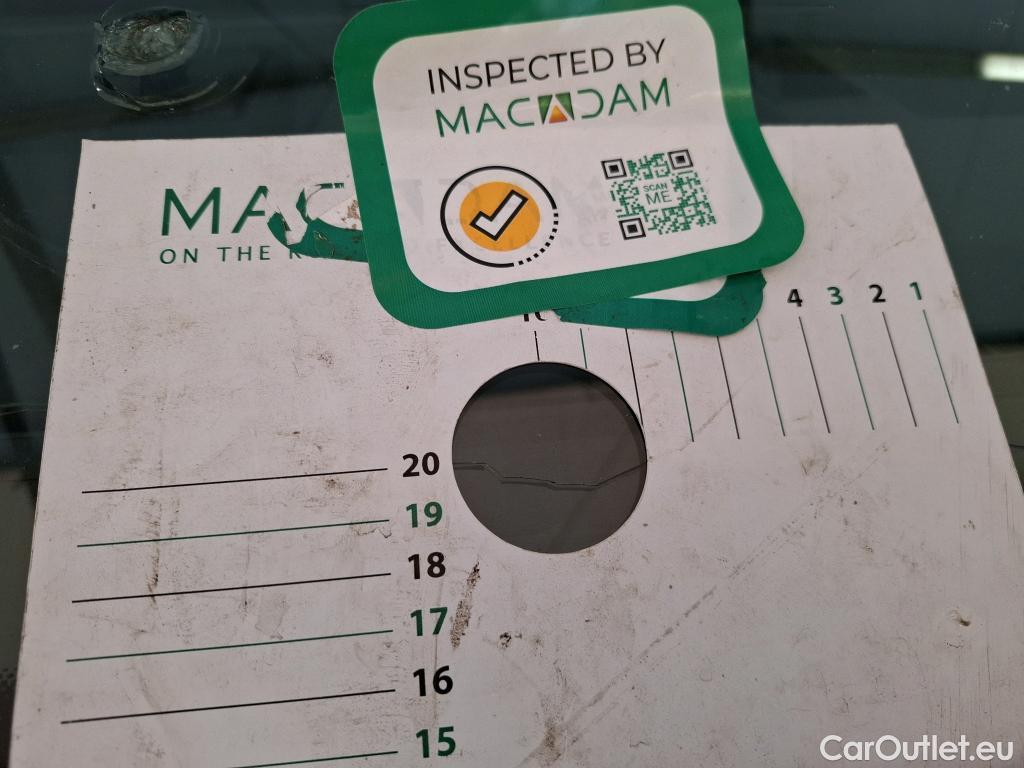 INSPECTED BY
MACADAM
SCAN
ME
MA
ON THE
4 3 2 1
20
19
18
17
16
15
CarOutlet.eu